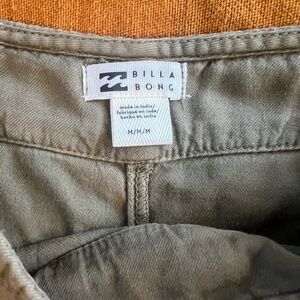 BILLA
BONG
made in india/
fabriqué en inde/
hecho en india
M/M/M